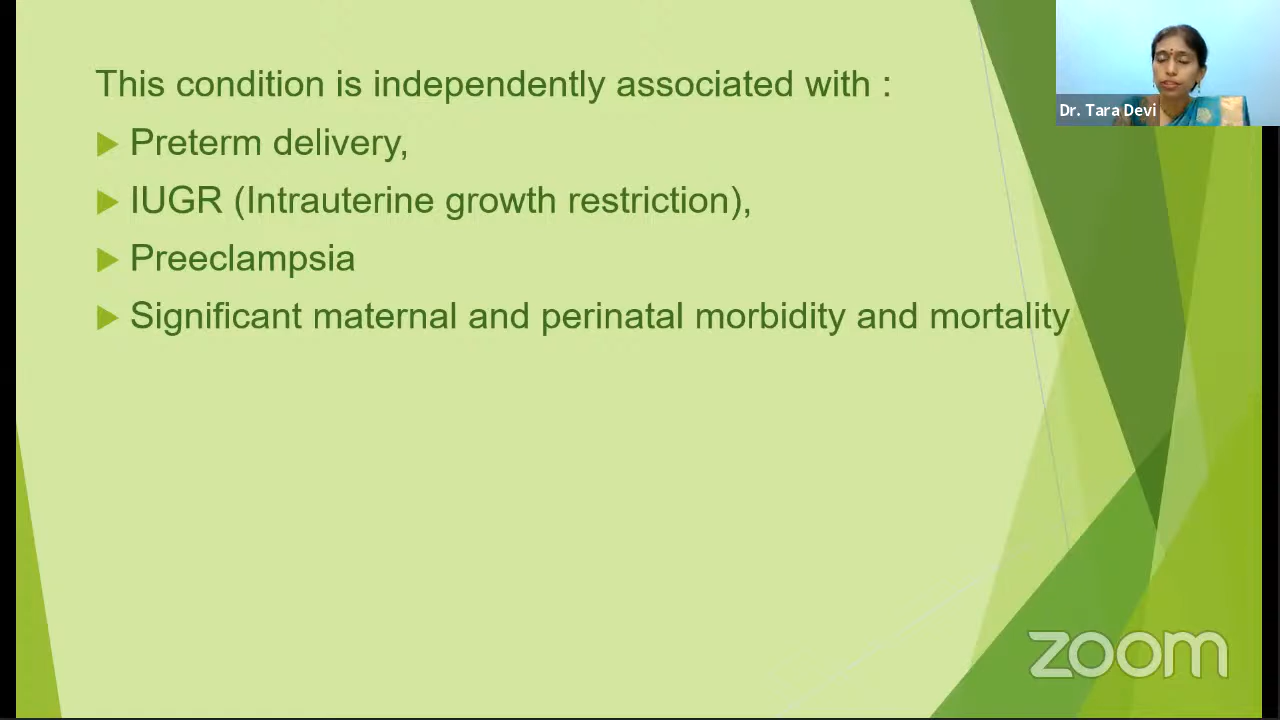 This condition is independently associated with :
Preterm delivery,
IUGR (Intrauterine growth restriction),
Preeclampsia
Significant maternal and perinatal morbidity and mortality
Dr. Tara Devi
zoom